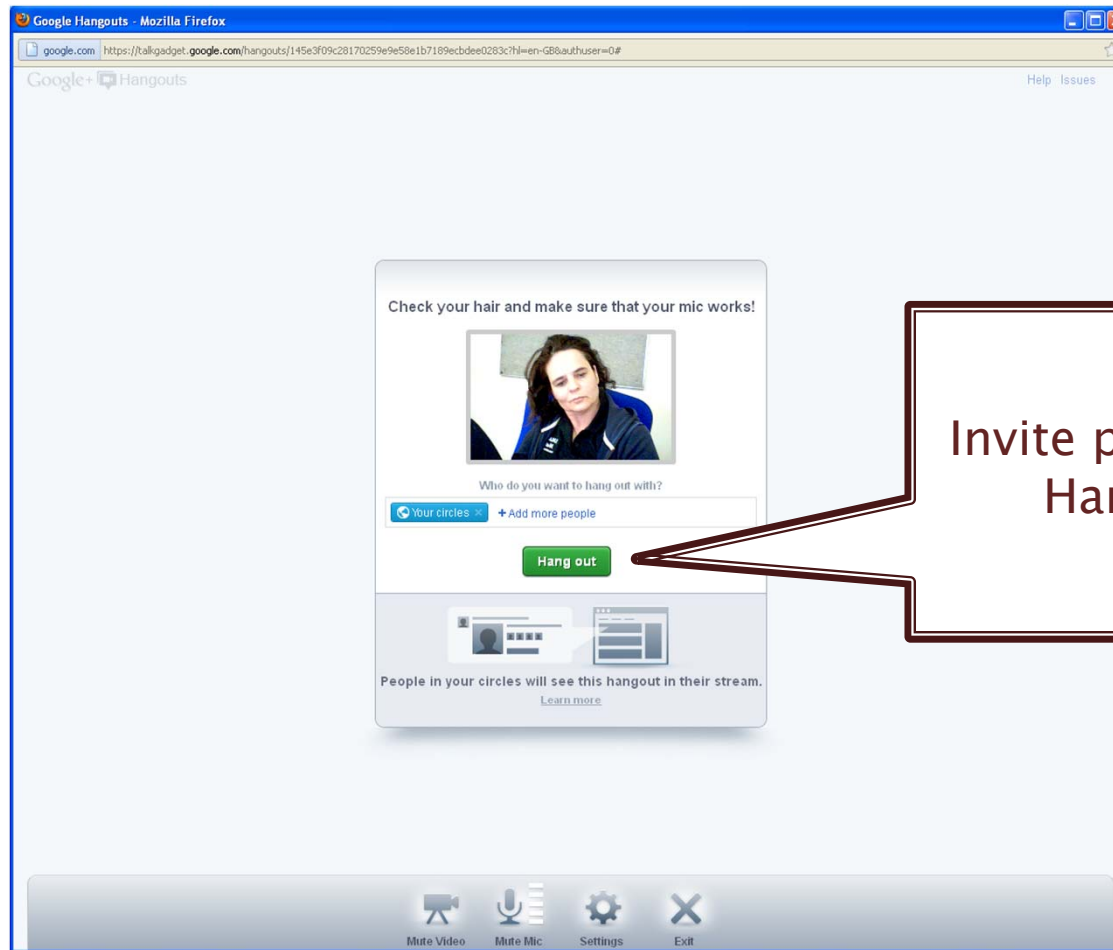 Google Hangouts - Mozilla Firefox
google.com https://talkgadget.google.com/hangouts/145e3f09c28170259e9e58e1b7189ecbdee0283c?hl=en-GB&authuser=0#
Google+ Hangouts
Help Issues
Check your hair and make sure that your mic works!
Who do you want to hang out with?
Your circles × + Add more people
Hang out
Invite p
Har
People in your circles will see this hangout in their stream.
Learn more
Mute Video Mute Mic Settings Exit